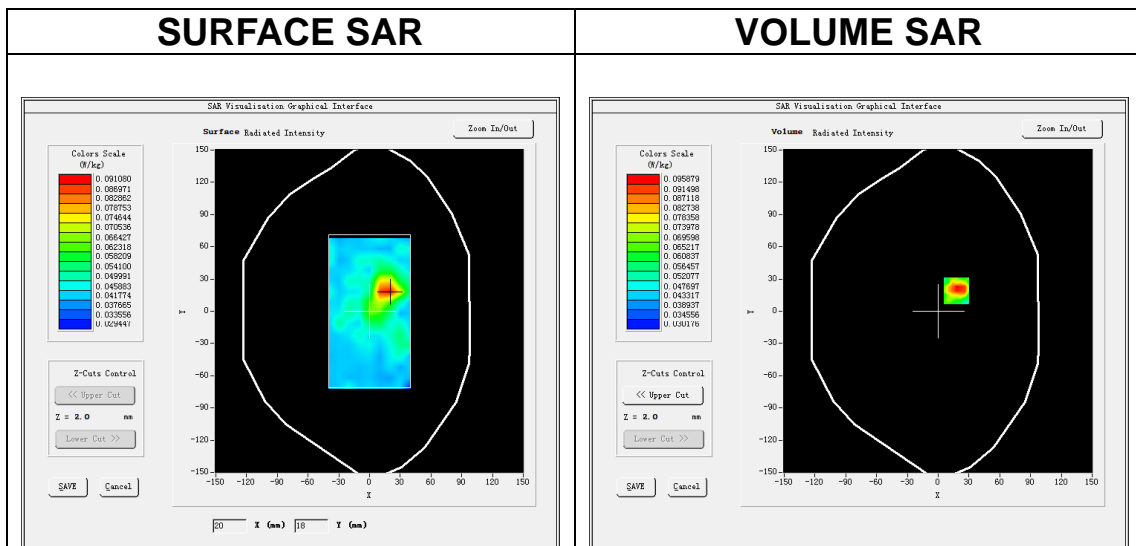 SURFACE SAR
VOLUME SAR
SAR Visualisation Graphical Interface
Surface Radiated Intensity
Zoom In/Out
Colors Scale
(W/kg)
0.091080
0.086971
0.082862
0.078753
0.074644
0.070536
0.066427
0.062318
0.058209
0.054100
0.049991
0.045883
0.041774
0.037665
0.033556
0.029447
Z-Cuts Control
<< Upper Cut
Z = 2.0 mm
Lower Cut >>
SAVE
Cancel
150
120
90
60
30
0
-30
-60
-90
-120
-150
Y
-150 -120 -90 -60 -30 0 30 60 90 120 150
X
20 X (mm) 18 Y (mm)
SAR Visualisation Graphical Interface
Volume Radiated Intensity
Zoom In/Out
Colors Scale
(W/kg)
0.095879
0.091498
0.087118
0.082738
0.078358
0.073978
0.069598
0.065217
0.060837
0.056457
0.052077
0.047697
0.043317
0.038937
0.034556
0.030176
Z-Cuts Control
<< Upper Cut
Z = 2.0 mm
Lower Cut >>
SAVE
Cancel
150
120
90
60
30
0
-30
-60
-90
-120
-150
Y
-150 -120 -90 -60 -30 0 30 60 90 120 150
X